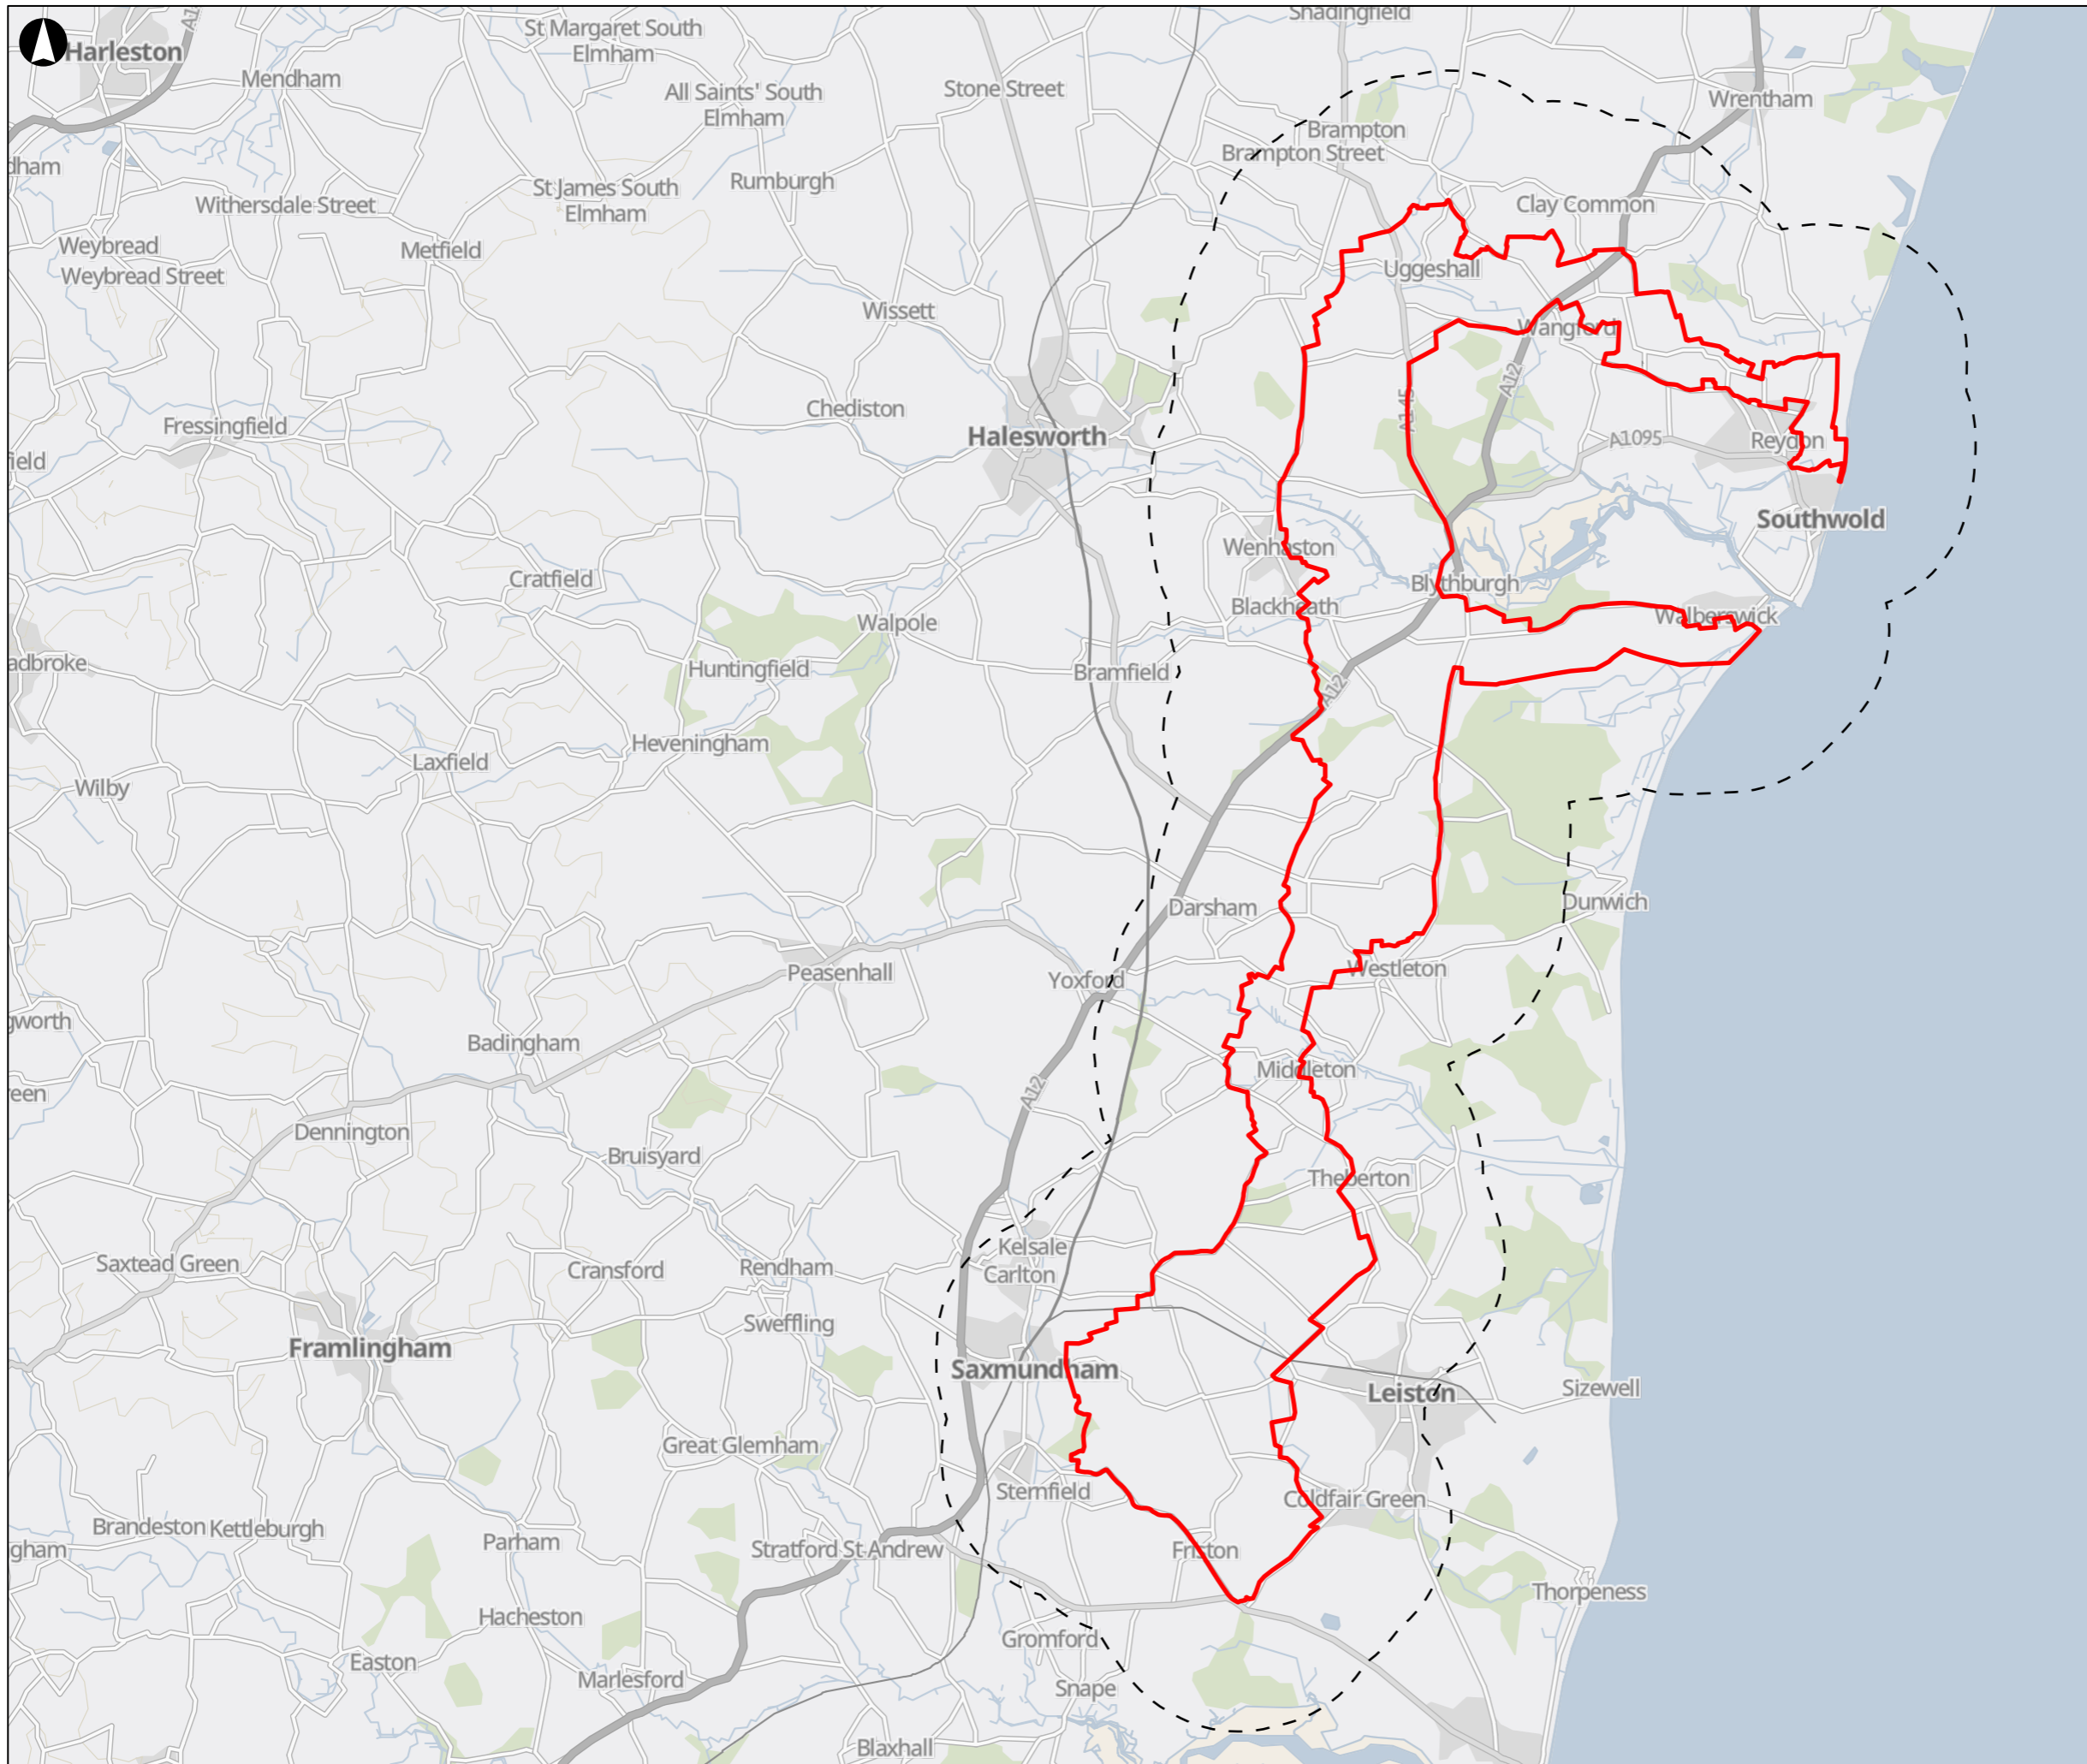 Shadingfield
A1
St Margaret South
Elmham
Harleston
Mendham
All Saints' South
Elmham
Stone Street
Wrentham
Brampton
Brampton Street
dham
Rumburgh
St James South
Elmham
Withersdale Street
Clay Common
Weybread
Metfield
Weybread Street
Uggeshall
Wissett
Wangford
A12
Chediston
A145
Fressingfield
Halesworth
Reydon
A1095
field
Southwold
Wenhaston
Cratfield
Blythburgh
Blackheath
Walberswick
Walpole
adbroke
Huntingfield
Bramfield
A12
Heveningham
Laxfield
Wilby
Dunwich
Darsham
Westleton
Peasenhall
Yoxford
gworth
Badingham
Middleton
A12
een
Dennington
Bruisyard
Theberton
Kelsale
Saxtead Green
Cransford
Rendham
Carlton
Sweffling
Framlingham
Saxmundham
Leiston
Sizewell
Great Glemham
Sternfield
Coldfair Green
Brandeston
Kettleburgh
Parham
Stratford St Andrew
Friston
gham
Thorpeness
Hacheston
Gromford
Easton
Marlesford
Snape
Blaxhall